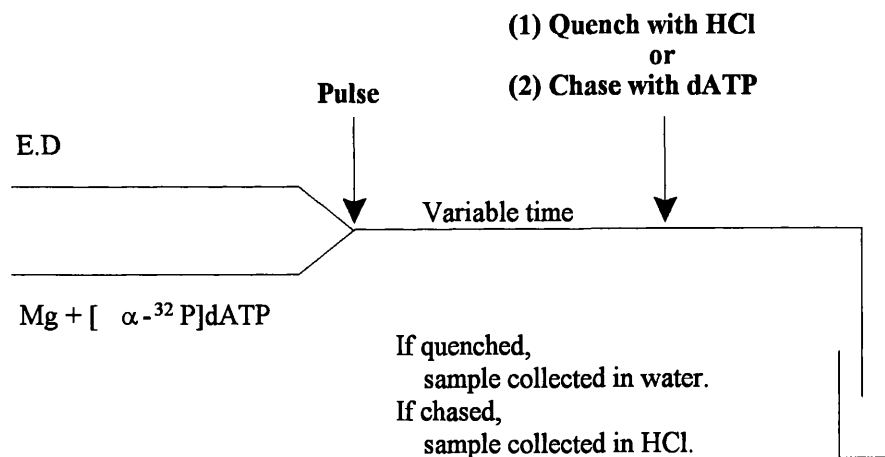 (1) Quench with HCl
or
(2) Chase with dATP
Pulse
E.D
Variable time
Mg + [ α-³² P]dATP
If quenched,
sample collected in water.
If chased,
sample collected in HCl.